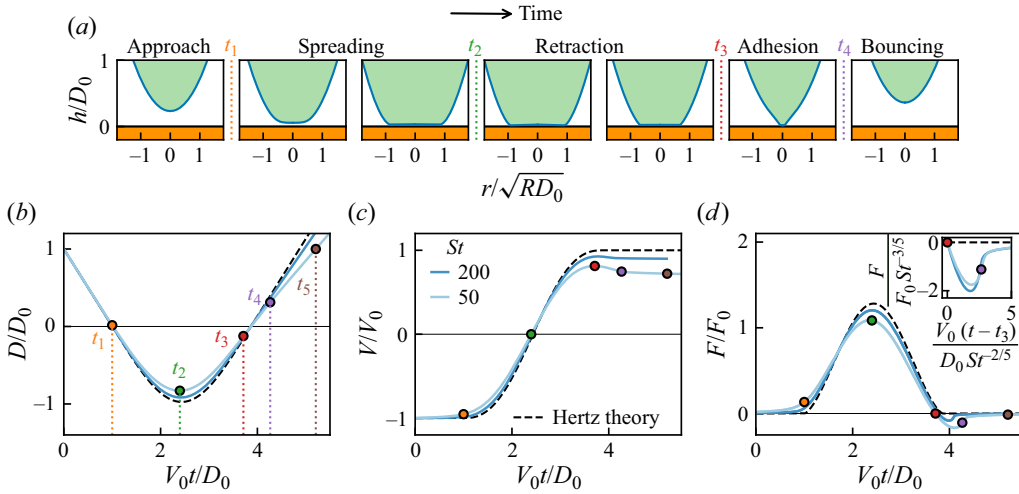 Time
(a)
Approach
t1
Spreading
t2
Retraction
t3
Adhesion
t4
Bouncing
1
h/D0
0
−1 0 1
−1 0 1
−1 0 1
−1 0 1
−1 0 1
−1 0 1
−1 0 1
r/√RD0
(b)
D/D0
1
0
−1
t1
t2
t3
t4
t5
0 2 4
V0t/D0
(c)
V/V0
1
0
−1
St
200
50
Hertz theory
0 2 4
V0t/D0
(d)
F/F0
2
1
0
0 2 4
V0t/D0
F
F0 St−3/5
0
−2
0 5
V0 (t − t3)
D0 St−2/5